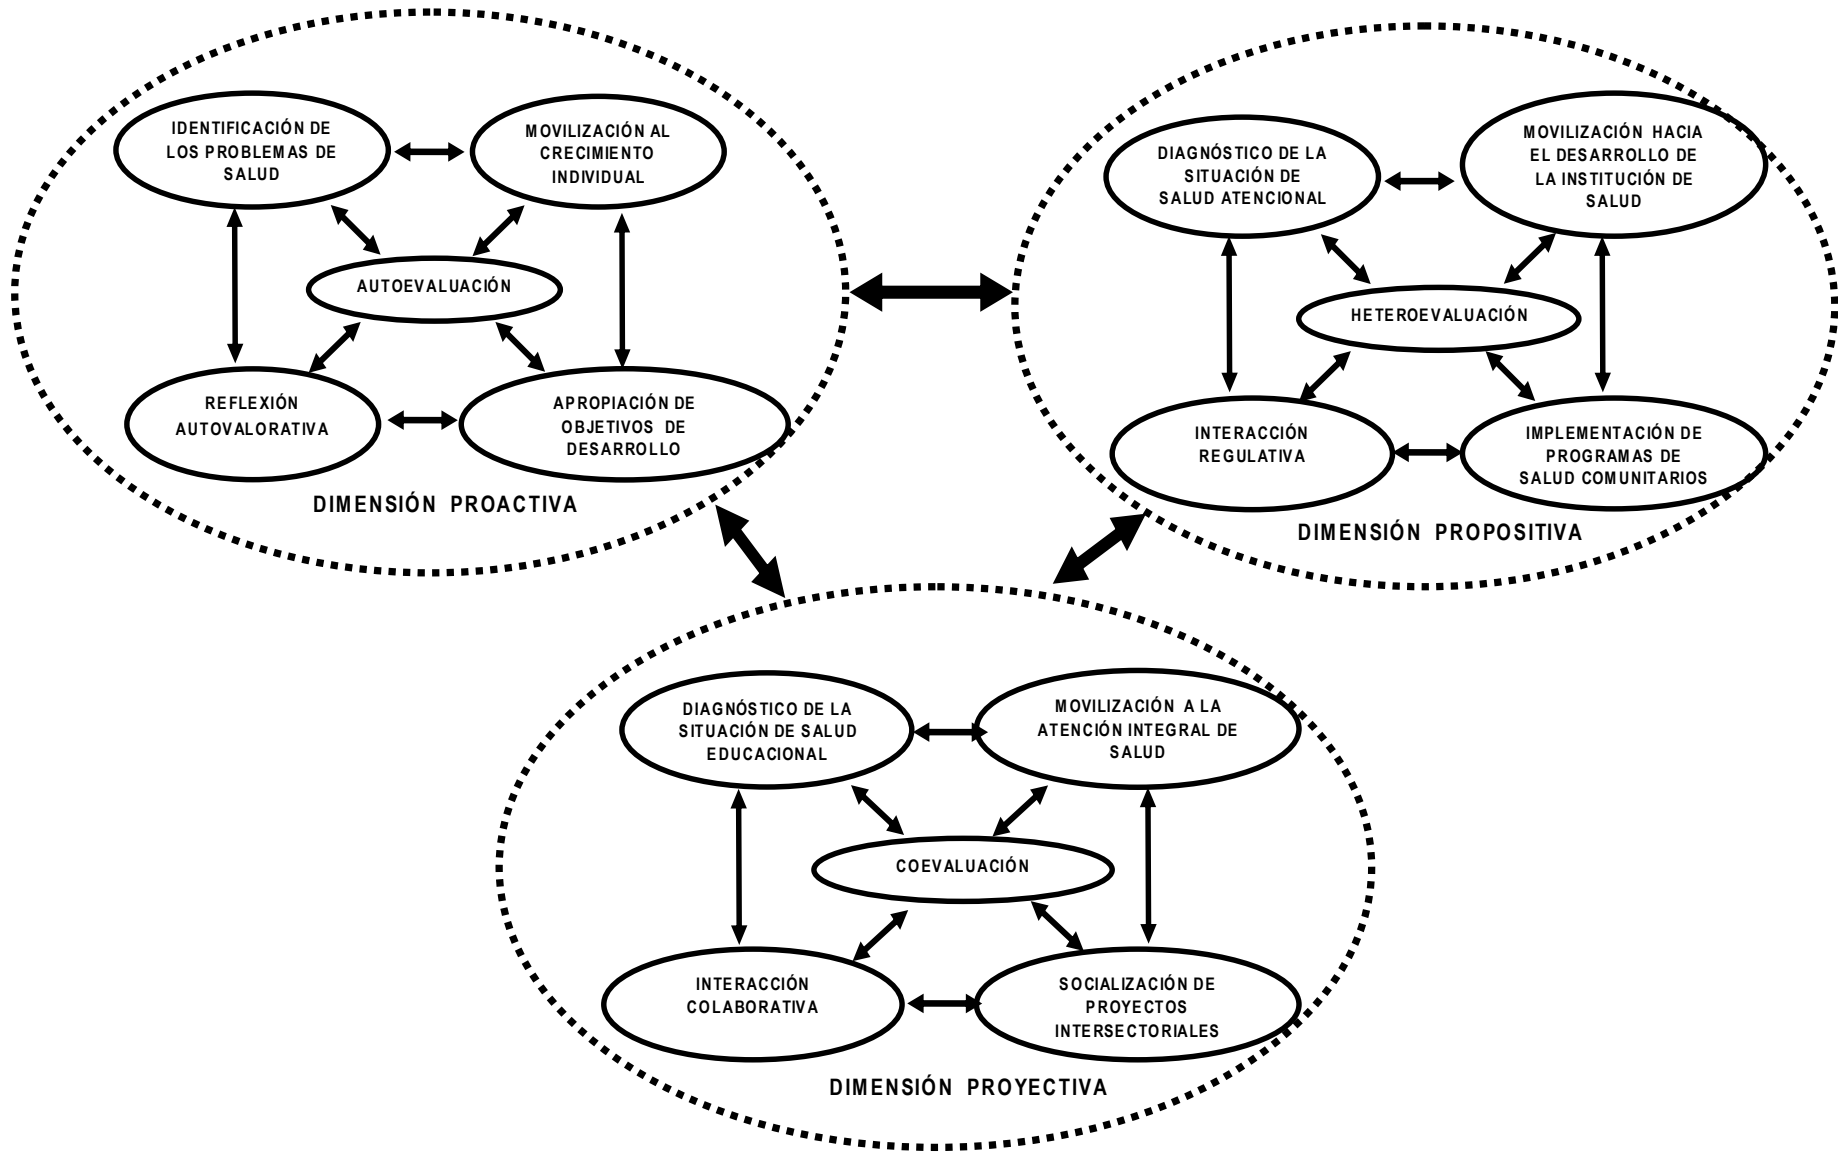 IDENTIFICACIÓN DE
LOS PROBLEMAS DE
SALUD
MOVILIZACIÓN AL
CRECIMIENTO
INDIVIDUAL
AUTOEVALUACIÓN
REFLEXIÓN
AUTOVALORATIVA
APROPIACIÓN DE
OBJETIVOS DE
DESARROLLO
DIMENSIÓN PROACTIVA
DIAGNÓSTICO DE LA
SITUACIÓN DE
SALUD ATENCIONAL
MOVILIZACIÓN HACIA
EL DESARROLLO DE
LA INSTITUCIÓN DE
SALUD
HETEROEVALUACIÓN
INTERACCIÓN
REGULATIVA
IMPLEMENTACIÓN DE
PROGRAMAS DE
SALUD COMUNITARIOS
DIMENSIÓN PROPOSITIVA
DIAGNÓSTICO DE LA
SITUACIÓN DE SALUD
EDUCACIONAL
MOVILIZACIÓN A LA
ATENCIÓN INTEGRAL DE
SALUD
COEVALUACIÓN
INTERACCIÓN
COLABORATIVA
SOCIALIZACIÓN DE
PROYECTOS
INTERSECTORIALES
DIMENSIÓN PROYECTIVA